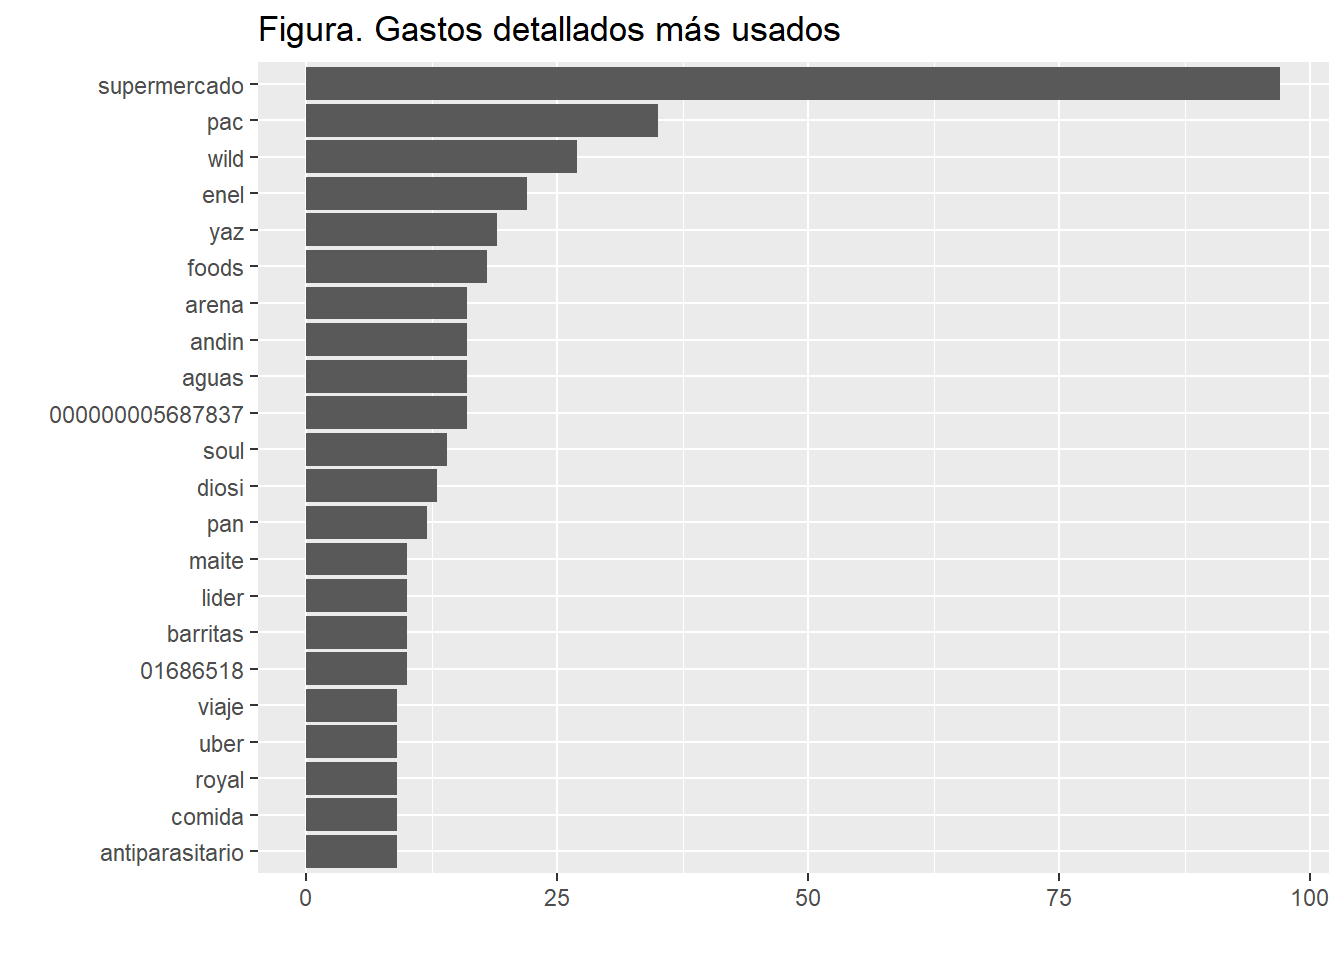 Figura. Gastos detallados más usados
supermercado
pac
wild
enel
yaz
foods
arena
andin
aguas
000000005687837
soul
diosi
pan
maite
lider
barritas
01686518
viaje
uber
royal
comida
antiparasitario
0 25 50 75 100